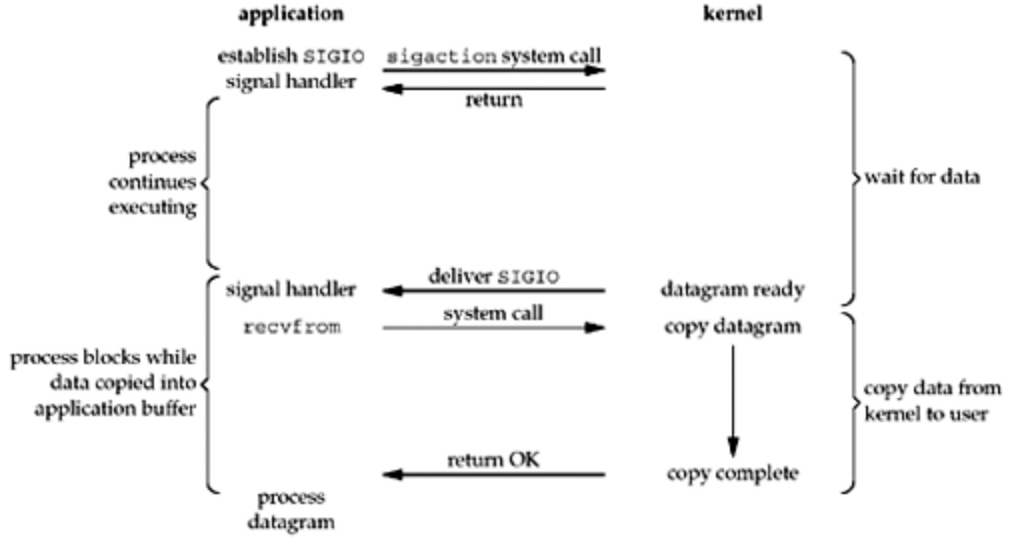 application
kernel
establish SIGIO
signal handler
sigaction system call
return
process
continues
executing
wait for data
signal handler
deliver SIGIO
datagram ready
recvfrom
system call
copy datagram
process blocks while
data copied into
application buffer
copy data from
kernel to user
return OK
copy complete
process
datagram